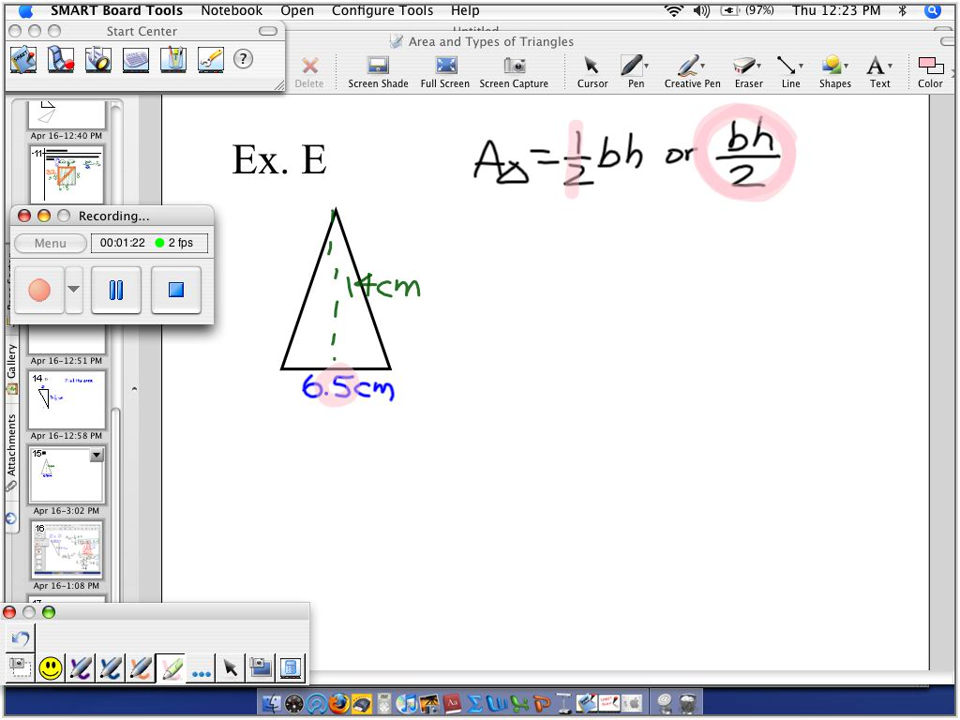 SMART Board Tools Notebook Open Configure Tools Help (97%) Thu 12:23 PM
Start Center
Area and Types of Triangles
Delete Screen Shade Full Screen Screen Capture Cursor Pen Creative Pen Eraser Line Shapes Text Color
?
Apr 16-12:40 PM
Ex. E
A△ = 1/2 bh or bh/2
Recording...
Menu 00:01:22 2 fps
14cm
6.5cm
Gallery
Attachments
Apr 16-12:51 PM
14
Apr 16-12:58 PM
15
Apr 16-3:02 PM
16
Apr 16-1:08 PM